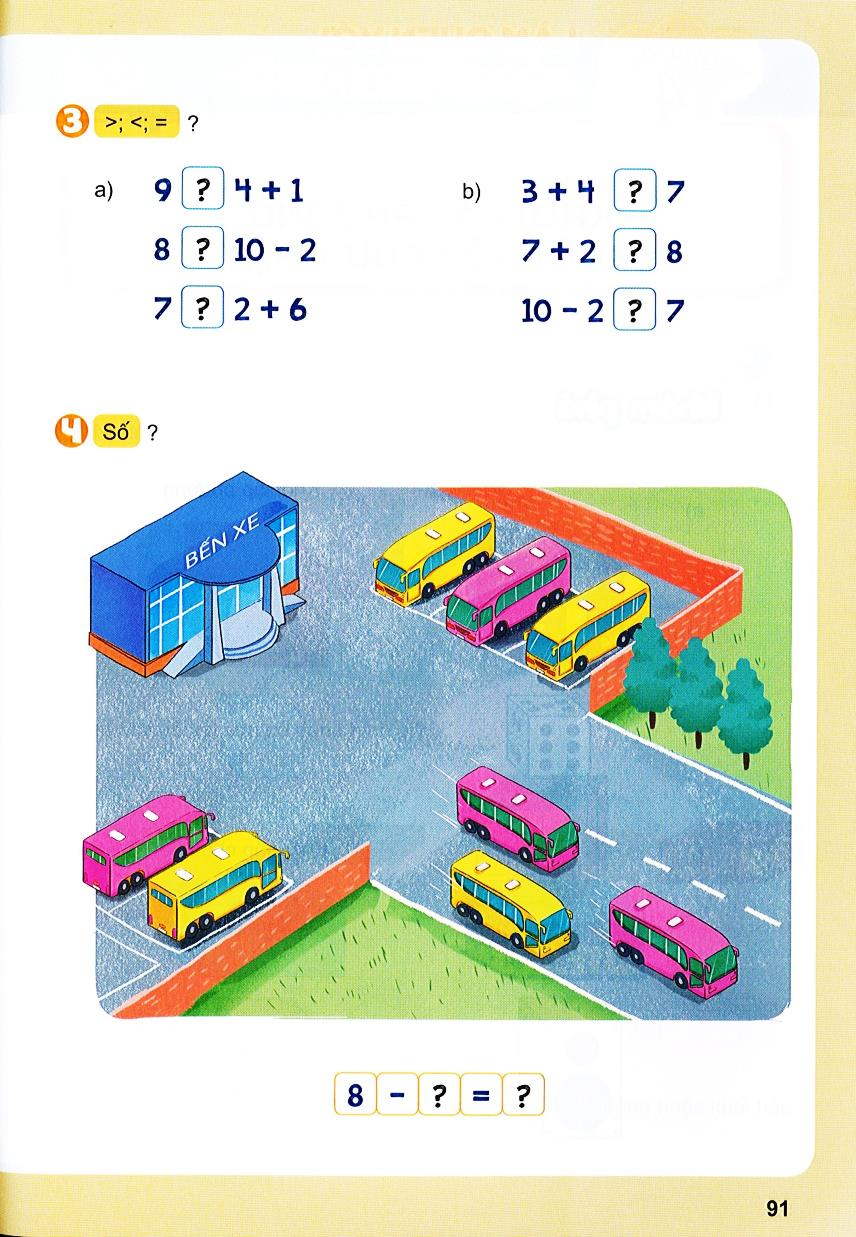 3 >; <; = ?
a) 9 ? 4 + 1 b) 3 + 4 ? 7
8 ? 10 – 2 7 + 2 ? 8
7 ? 2 + 6 10 – 2 ? 7
4 Số ?
BẾN XE
8 – ? = ?
91